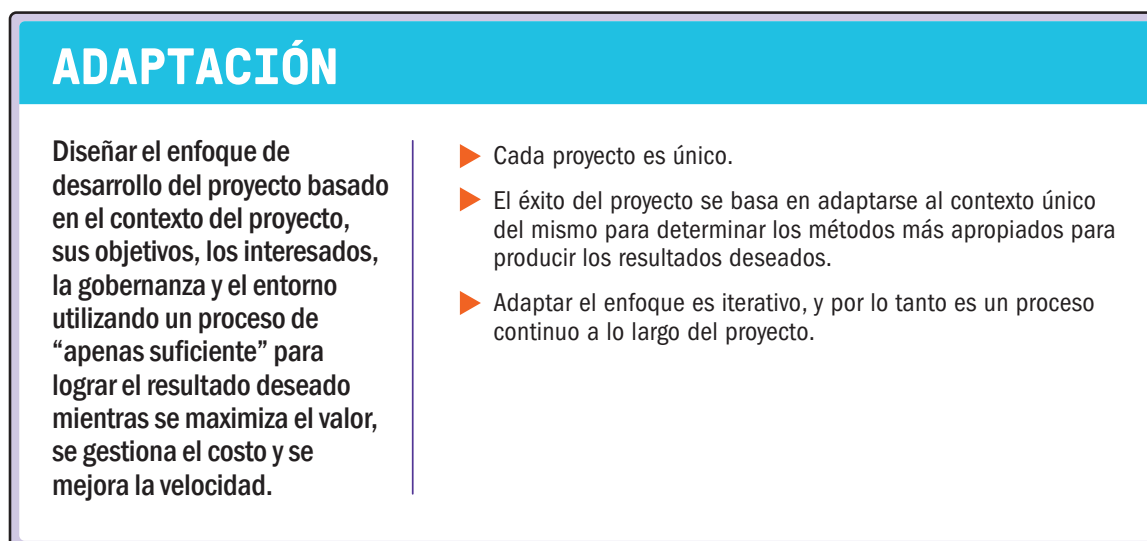 ADAPTACIÓN
Diseñar el enfoque de
desarrollo del proyecto basado
en el contexto del proyecto,
sus objetivos, los interesados,
la gobernanza y el entorno
utilizando un proceso de
“apenas suficiente” para
lograr el resultado deseado
mientras se maximiza el valor,
se gestiona el costo y se
mejora la velocidad.
Cada proyecto es único.
El éxito del proyecto se basa en adaptarse al contexto único
del mismo para determinar los métodos más apropiados para
producir los resultados deseados.
Adaptar el enfoque es iterativo, y por lo tanto es un proceso
continuo a lo largo del proyecto.